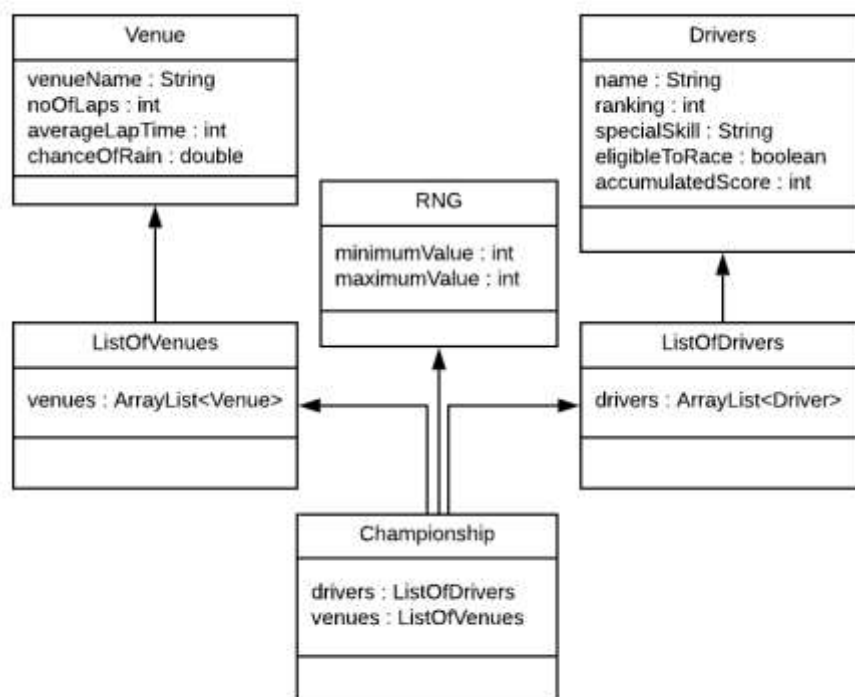 Venue
venueName : String
noOfLaps : int
averageLapTime : int
chanceOfRain : double
Drivers
name : String
ranking : int
specialSkill : String
eligibleToRace : boolean
accumulatedScore : int
RNG
minimumValue : int
maximumValue : int
ListOfVenues
venues : ArrayList<Venue>
ListOfDrivers
drivers : ArrayList<Driver>
Championship
drivers : ListOfDrivers
venues : ListOfVenues